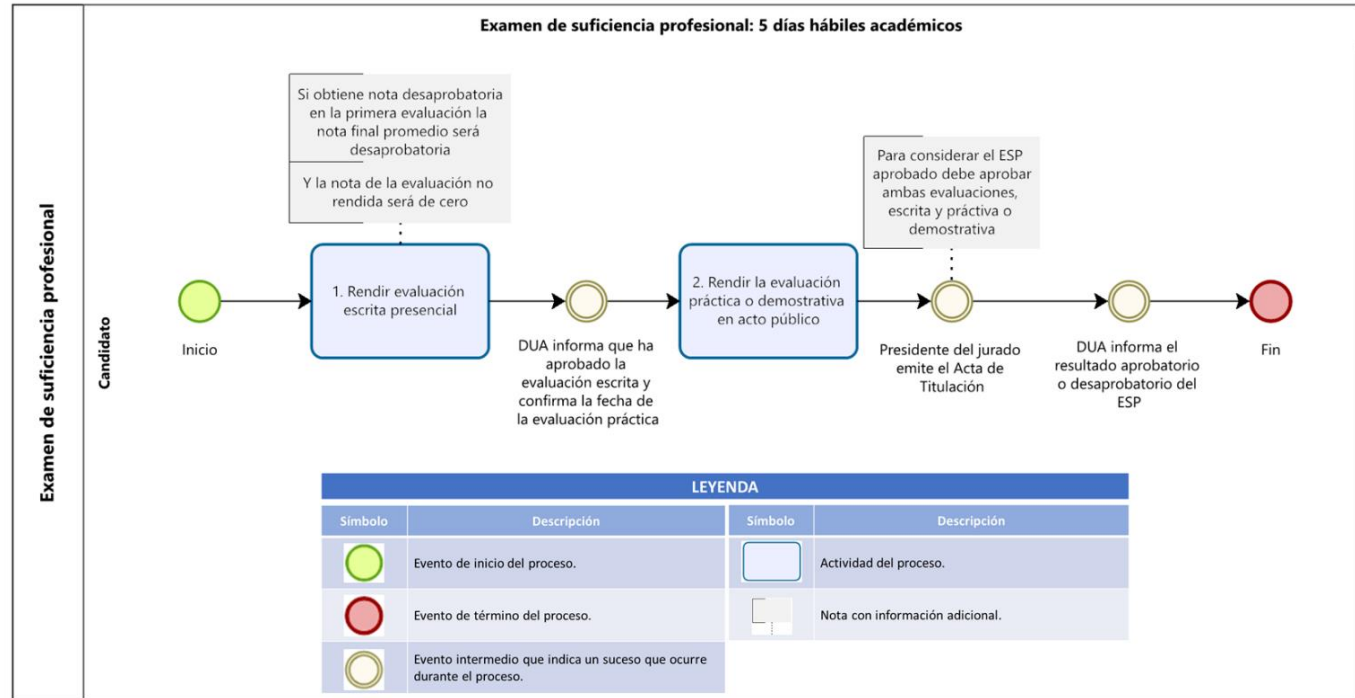 Examen de suficiencia profesional: 5 días hábiles académicos
Examen de suficiencia profesional
Candidato
Si obtiene nota desaprobatoria
en la primera evaluación la
nota final promedio será
desaprobatoria
Y la nota de la evaluación no
rendida será de cero
Para considerar el ESP
aprobado debe aprobar
ambas evaluaciones,
escrita y práctiva o
demostrativa
Inicio
1. Rendir evaluación
escrita presencial
DUA informa que ha
aprobado la
evaluación escrita y
confirma la fecha de
la evaluación práctica
2. Rendir la evaluación
práctica o demostrativa
en acto público
Presidente del jurado
emite el Acta de
Titulación
DUA informa el
resultado aprobatorio
o desaprobatorio del
ESP
Fin
LEYENDA
Símbolo Descripción Símbolo Descripción
Evento de inicio del proceso. Actividad del proceso.
Evento de término del proceso. Nota con información adicional.
Evento intermedio que indica un suceso que ocurre
durante el proceso.